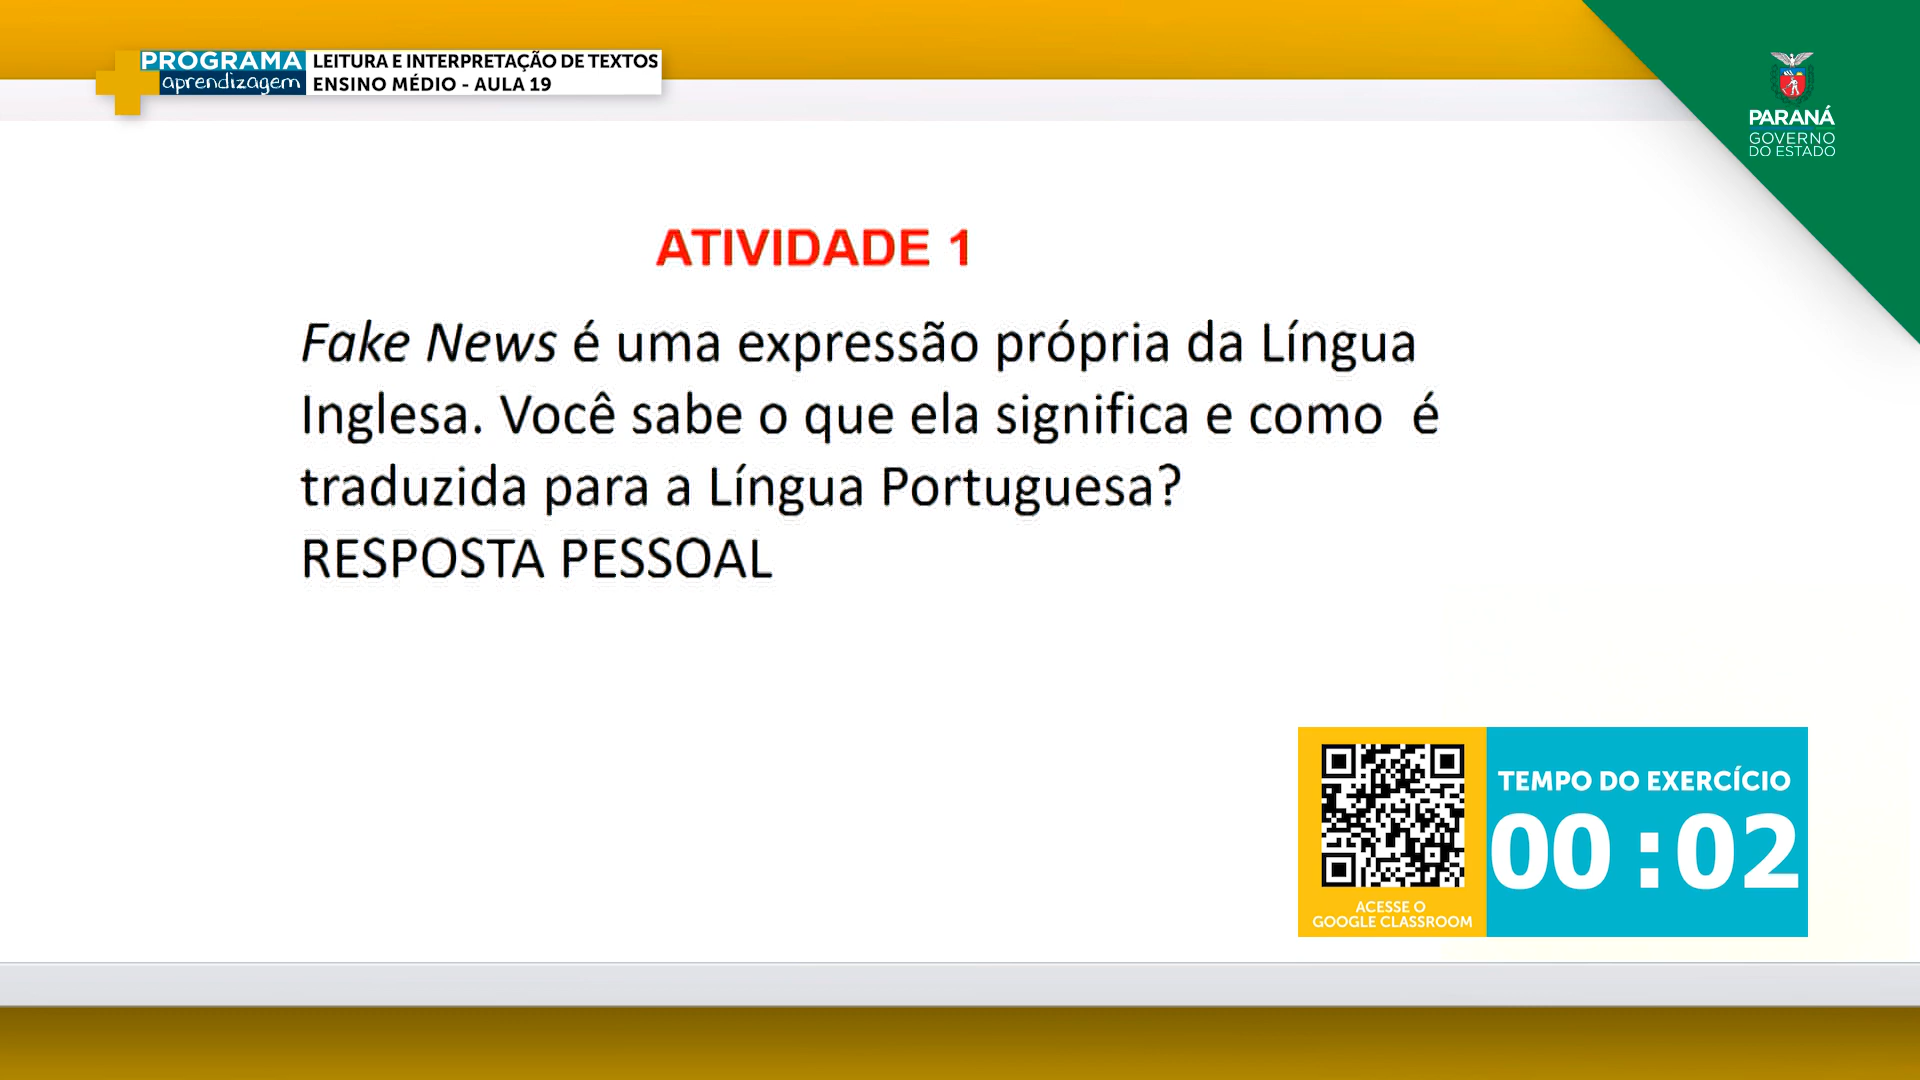 PROGRAMA
aprendizagem
LEITURA E INTERPRETAÇÃO DE TEXTOS
ENSINO MÉDIO - AULA 19
PARANÁ
GOVERNO
DO ESTADO
ATIVIDADE 1
Fake News é uma expressão própria da Língua
Inglesa. Você sabe o que ela significa e como é
traduzida para a Língua Portuguesa?
RESPOSTA PESSOAL
ACESSE O
GOOGLE CLASSROOM
TEMPO DO EXERCÍCIO
00:02